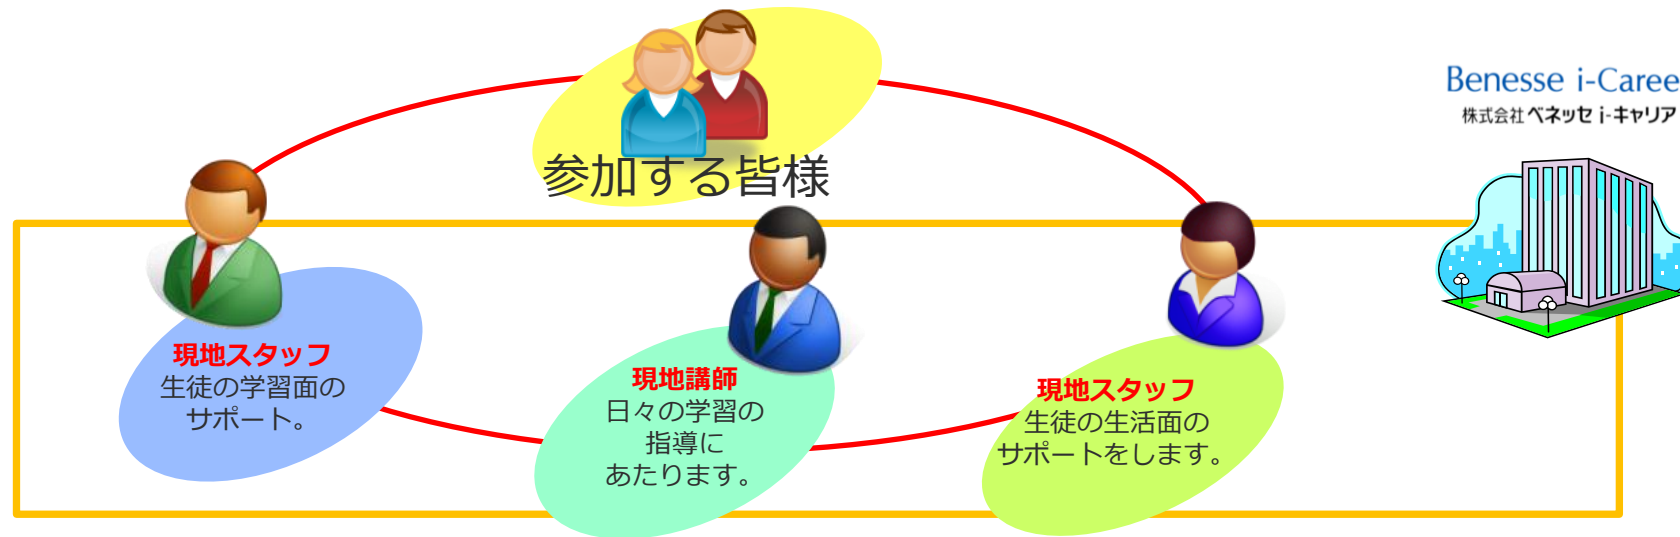 Benesse i-Caree
株式会社 ベネッセ i-キャリア
参加する皆様
現地スタッフ
生徒の学習面の
サポート。
現地講師
日々の学習の
指導に
あたります。
現地スタッフ
生徒の生活面の
サポートをします。